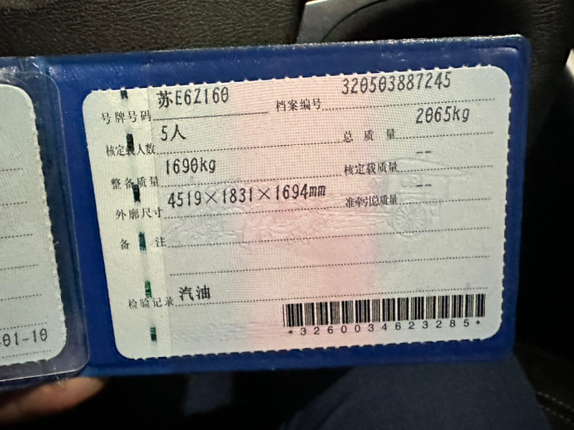 号牌号码 苏E6Z160 档案编号 320503887245
核定载人数 5人 总质量 2065kg
整备质量 1690kg 核定载质量 --
外廓尺寸 4519×1831×1694mm 准牵引总质量 --
备注
检验记录 汽油
*3260034623285*
01-10